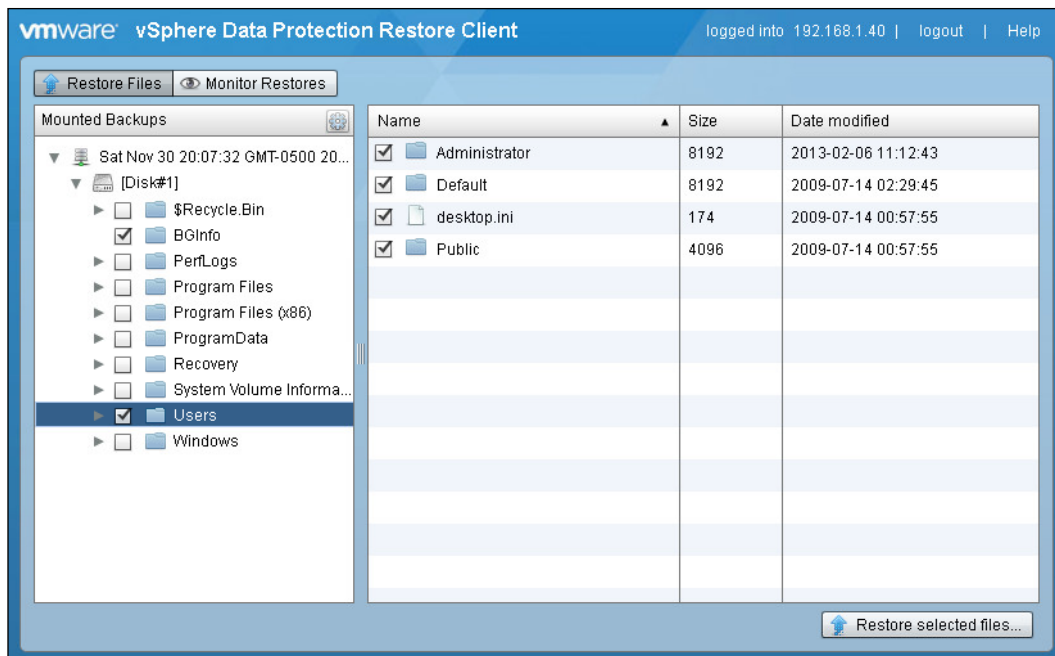 vmware vSphere Data Protection Restore Client logged into 192.168.1.40 | logout | Help
Restore Files Monitor Restores
Mounted Backups
Sat Nov 30 20:07:32 GMT-0500 20...
[Disk#1]
$Recycle.Bin
BGInfo
PerfLogs
Program Files
Program Files (x86)
ProgramData
Recovery
System Volume Informa...
Users
Windows
Name Size Date modified
Administrator 8192 2013-02-06 11:12:43
Default 8192 2009-07-14 02:29:45
desktop.ini 174 2009-07-14 00:57:55
Public 4096 2009-07-14 00:57:55
Restore selected files...